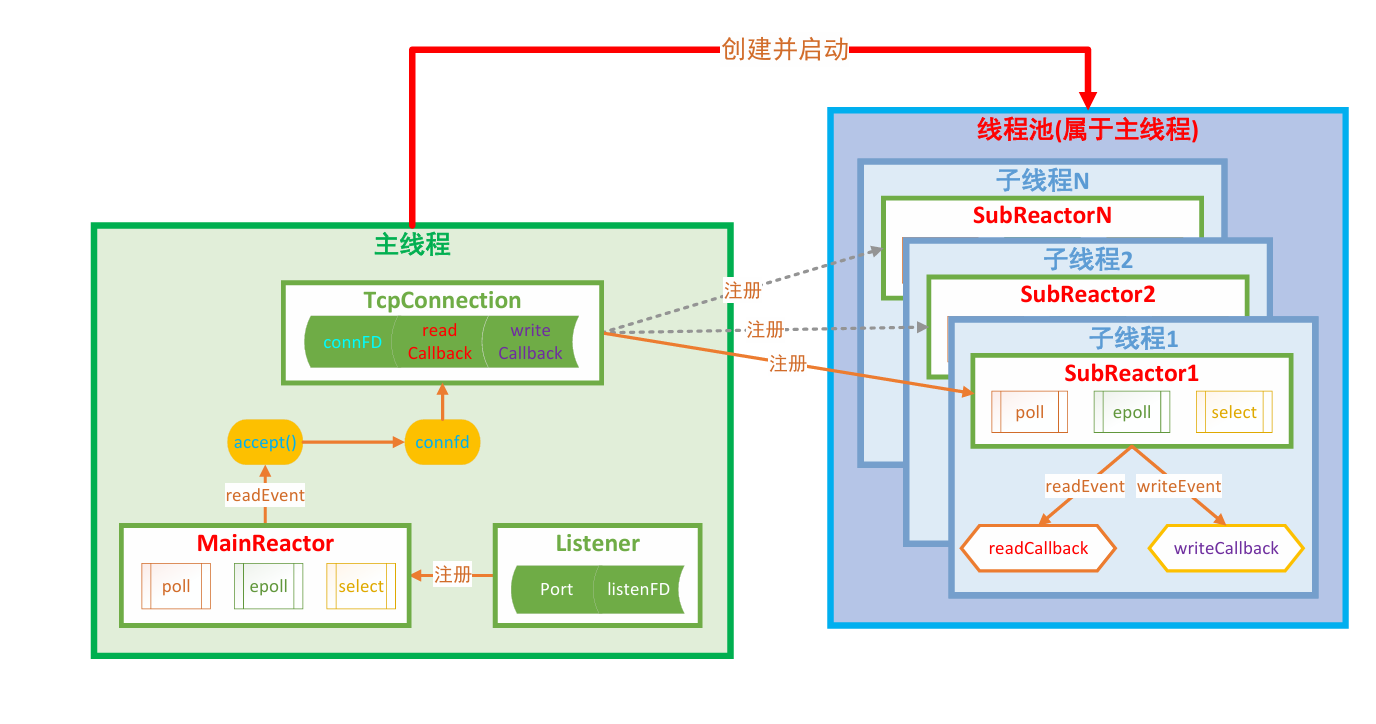 创建并启动
线程池(属于主线程)
子线程N
SubReactorN
主线程
子线程2
SubReactor2
注册
TcpConnection
注册
connFD
read
Callback
write
Callback
子线程1
注册
SubReactor1
poll
epoll
select
accept()
connfd
readEvent
readEvent
writeEvent
MainReactor
Listener
readCallback
writeCallback
注册
poll
epoll
select
Port
listenFD